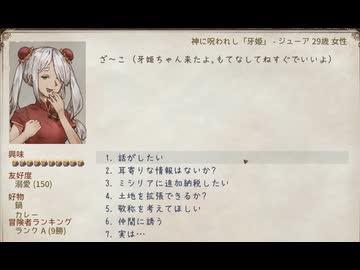 神に呪われし「牙姫」 - ジューア 29歳 女性
ざ～こ（牙姫ちゃん来たよ。もてなしてねすぐでいいよ）
興味
友好度
溺愛 (150)
好物
鍋
カレー
冒険者ランキング
ランク A (9勝)
1. 話がしたい
2. 耳寄りな情報はないか?
3. ミシリアに追加納税したい
4. 土地を拡張できるか?
5. 敬称を考えてほしい
6. 仲間に誘う
7. 実は…